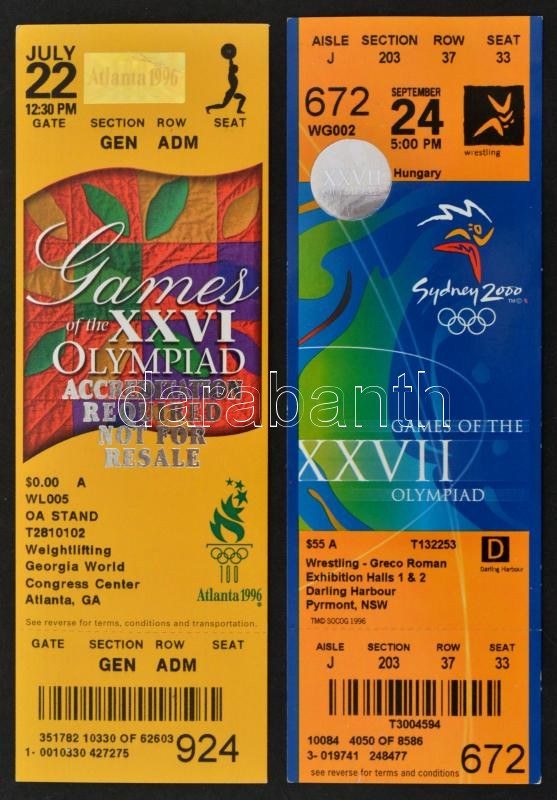 JULY
22
12:30 PM
Atlanta 1996
GATE SECTION ROW SEAT
GEN ADM
Games
of the XXVI
OLYMPIAD
ACCREDITATION
REQUIRED
NOT FOR
RESALE
$0.00 A
WL005
OA STAND
T2810102
Weightlifting
Georgia World
Congress Center
Atlanta, GA
Atlanta 1996
See reverse for terms, conditions and transportation.
GATE SECTION ROW SEAT
GEN ADM
351782 10330 OF 62603
1- 0010330 427275
924
AISLE SECTION ROW SEAT
J 203 37 33
672
WG002
SEPTEMBER
24
5:00 PM
wrestling
Hungary
XXVII
Sydney 2000
darabanth
GAMES OF THE
XXVII
OLYMPIAD
$55 A T132253
Wrestling - Greco Roman
Exhibition Halls 1 & 2
Darling Harbour
Pyrmont, NSW
TMD SOCOG 1996
D
Darling Harbour
AISLE SECTION ROW SEAT
J 203 37 33
T3004594
10084 4050 OF 8586
3- 019741 248477
672
see reverse for terms and conditions